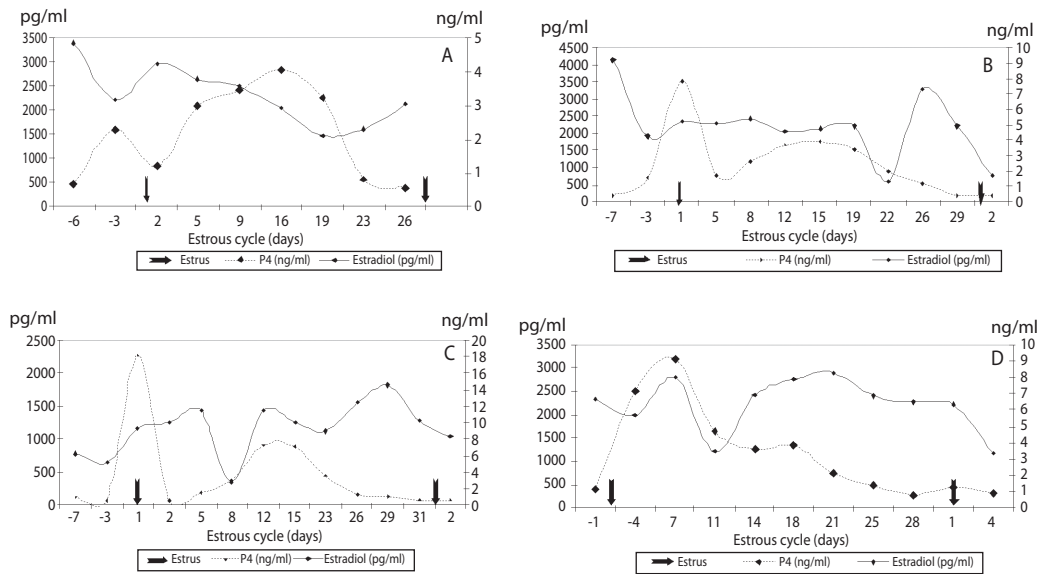 pg/ml ng/ml
A
3500 3000 2500 2000 1500 1000 500 0
5 4 3 2 1 0
-6 -3 2 5 9 16 19 23 26
Estrous cycle (days)
Estrus P4 (ng/ml) Estradiol (pg/ml)
pg/ml ng/ml
B
4500 4000 3500 3000 2500 2000 1500 1000 500 0
10 9 8 7 6 5 4 3 2 1 0
-7 -3 1 5 8 12 15 19 22 26 29 2
Estrous cycle (days)
Estrus P4 (ng/ml) Estradiol (pg/ml)
pg/ml ng/ml
C
2500 2000 1500 1000 500 0
20 18 16 14 12 10 8 6 4 2 0
-7 -3 1 2 5 8 12 15 23 26 29 31 2
Estrous cycle (days)
Estrus P4 (ng/ml) Estradiol (pg/ml)
pg/ml ng/ml
D
3500 3000 2500 2000 1500 1000 500 0
10 9 8 7 6 5 4 3 2 1 0
-1 -4 7 11 14 18 21 25 28 1 4
Estrous cycle (days)
Estrus P4 (ng/ml) Estradiol (pg/ml)